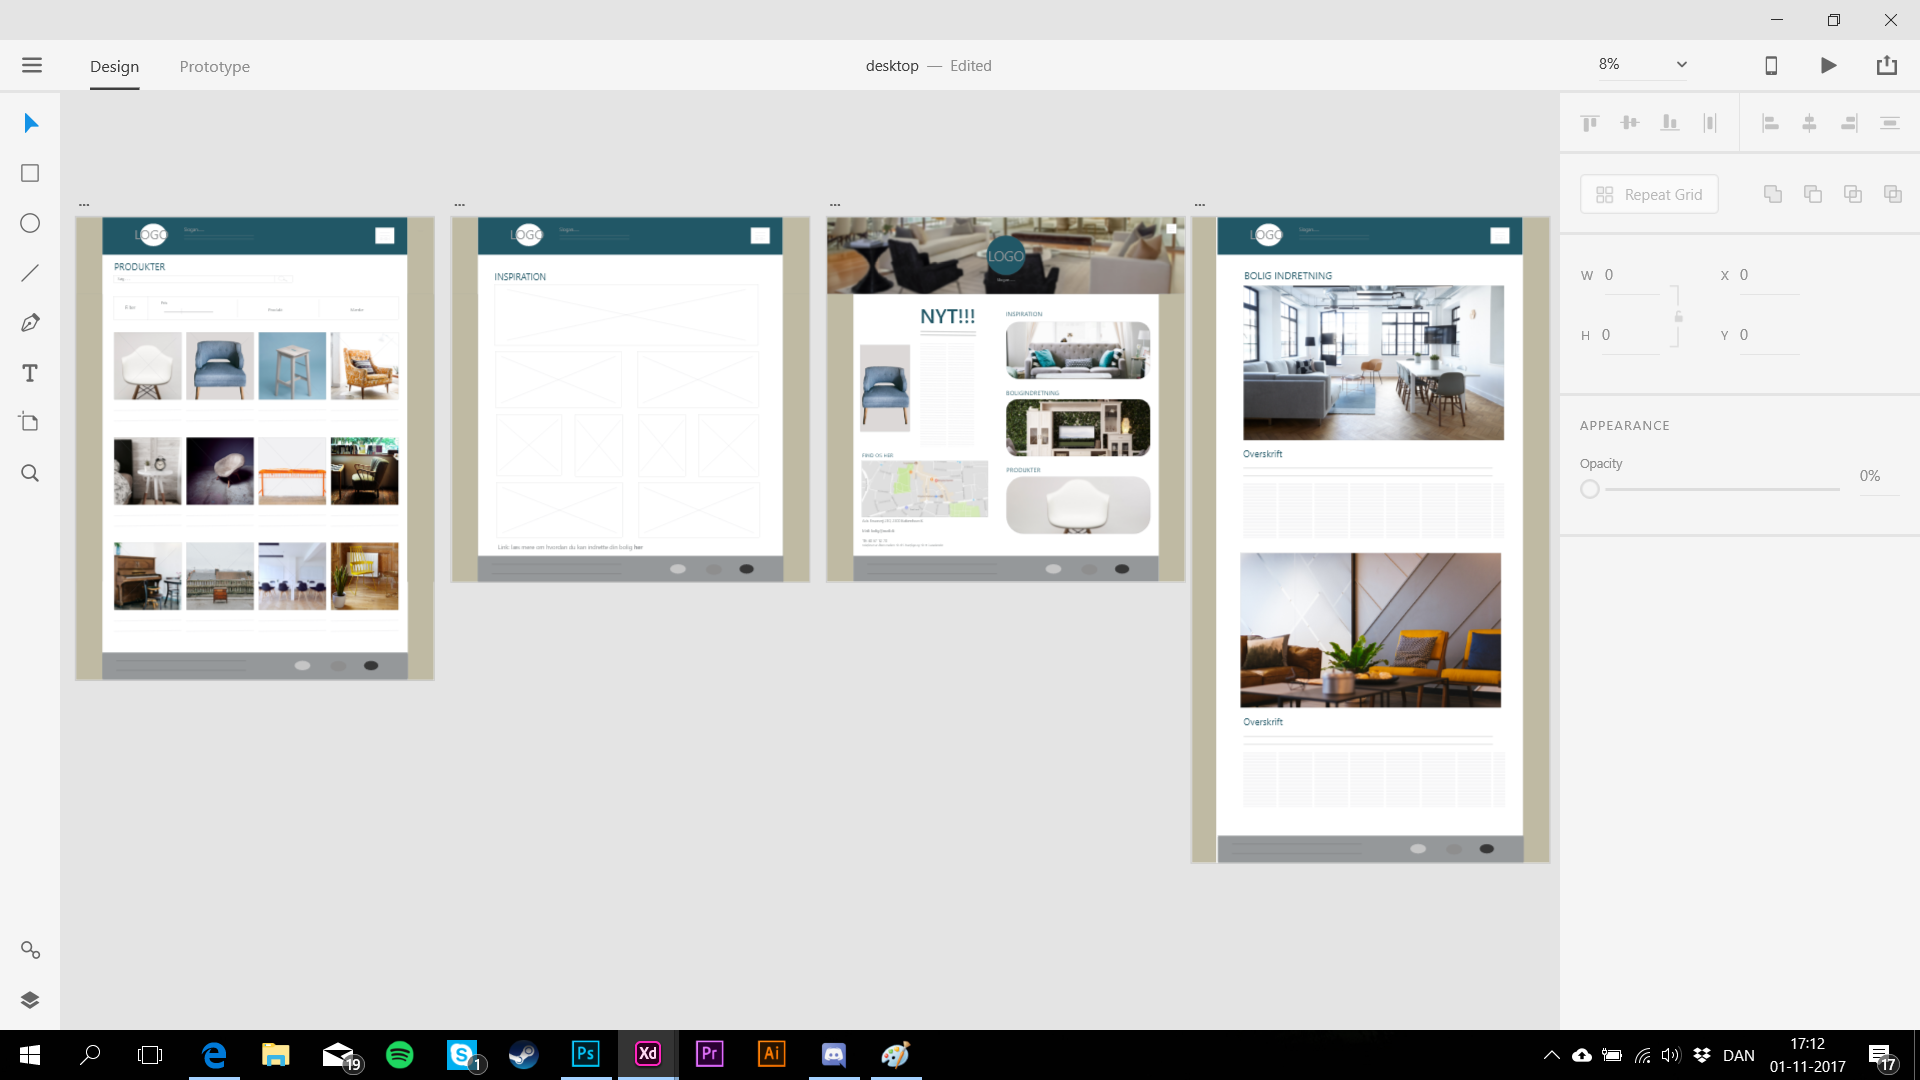 Design
Prototype
desktop — Edited
8%
Repeat Grid
W 0
X 0
H 0
Y 0
APPEARANCE
Opacity
0%
...
LOGO
PRODUKTER
...
LOGO
INSPIRATION
Link: læs mere om hvordan du kan indrette din bolig her
...
LOGO
NYT!!!
INSPIRATION
BOLIGINDRETNING
FIND OS HER
PRODUKTER
...
LOGO
BOLIG INDRETNING
Overskrift
Overskrift
19
1
Ps
Xd
Pr
Ai
DAN
17:12
01-11-2017
17